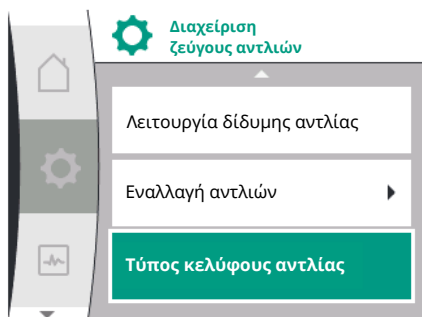 Διαχείριση
ζεύγους αντλιών
Λειτουργία δίδυμης αντλίας
Εναλλαγή αντλιών
Τύπος κελύφους αντλίας